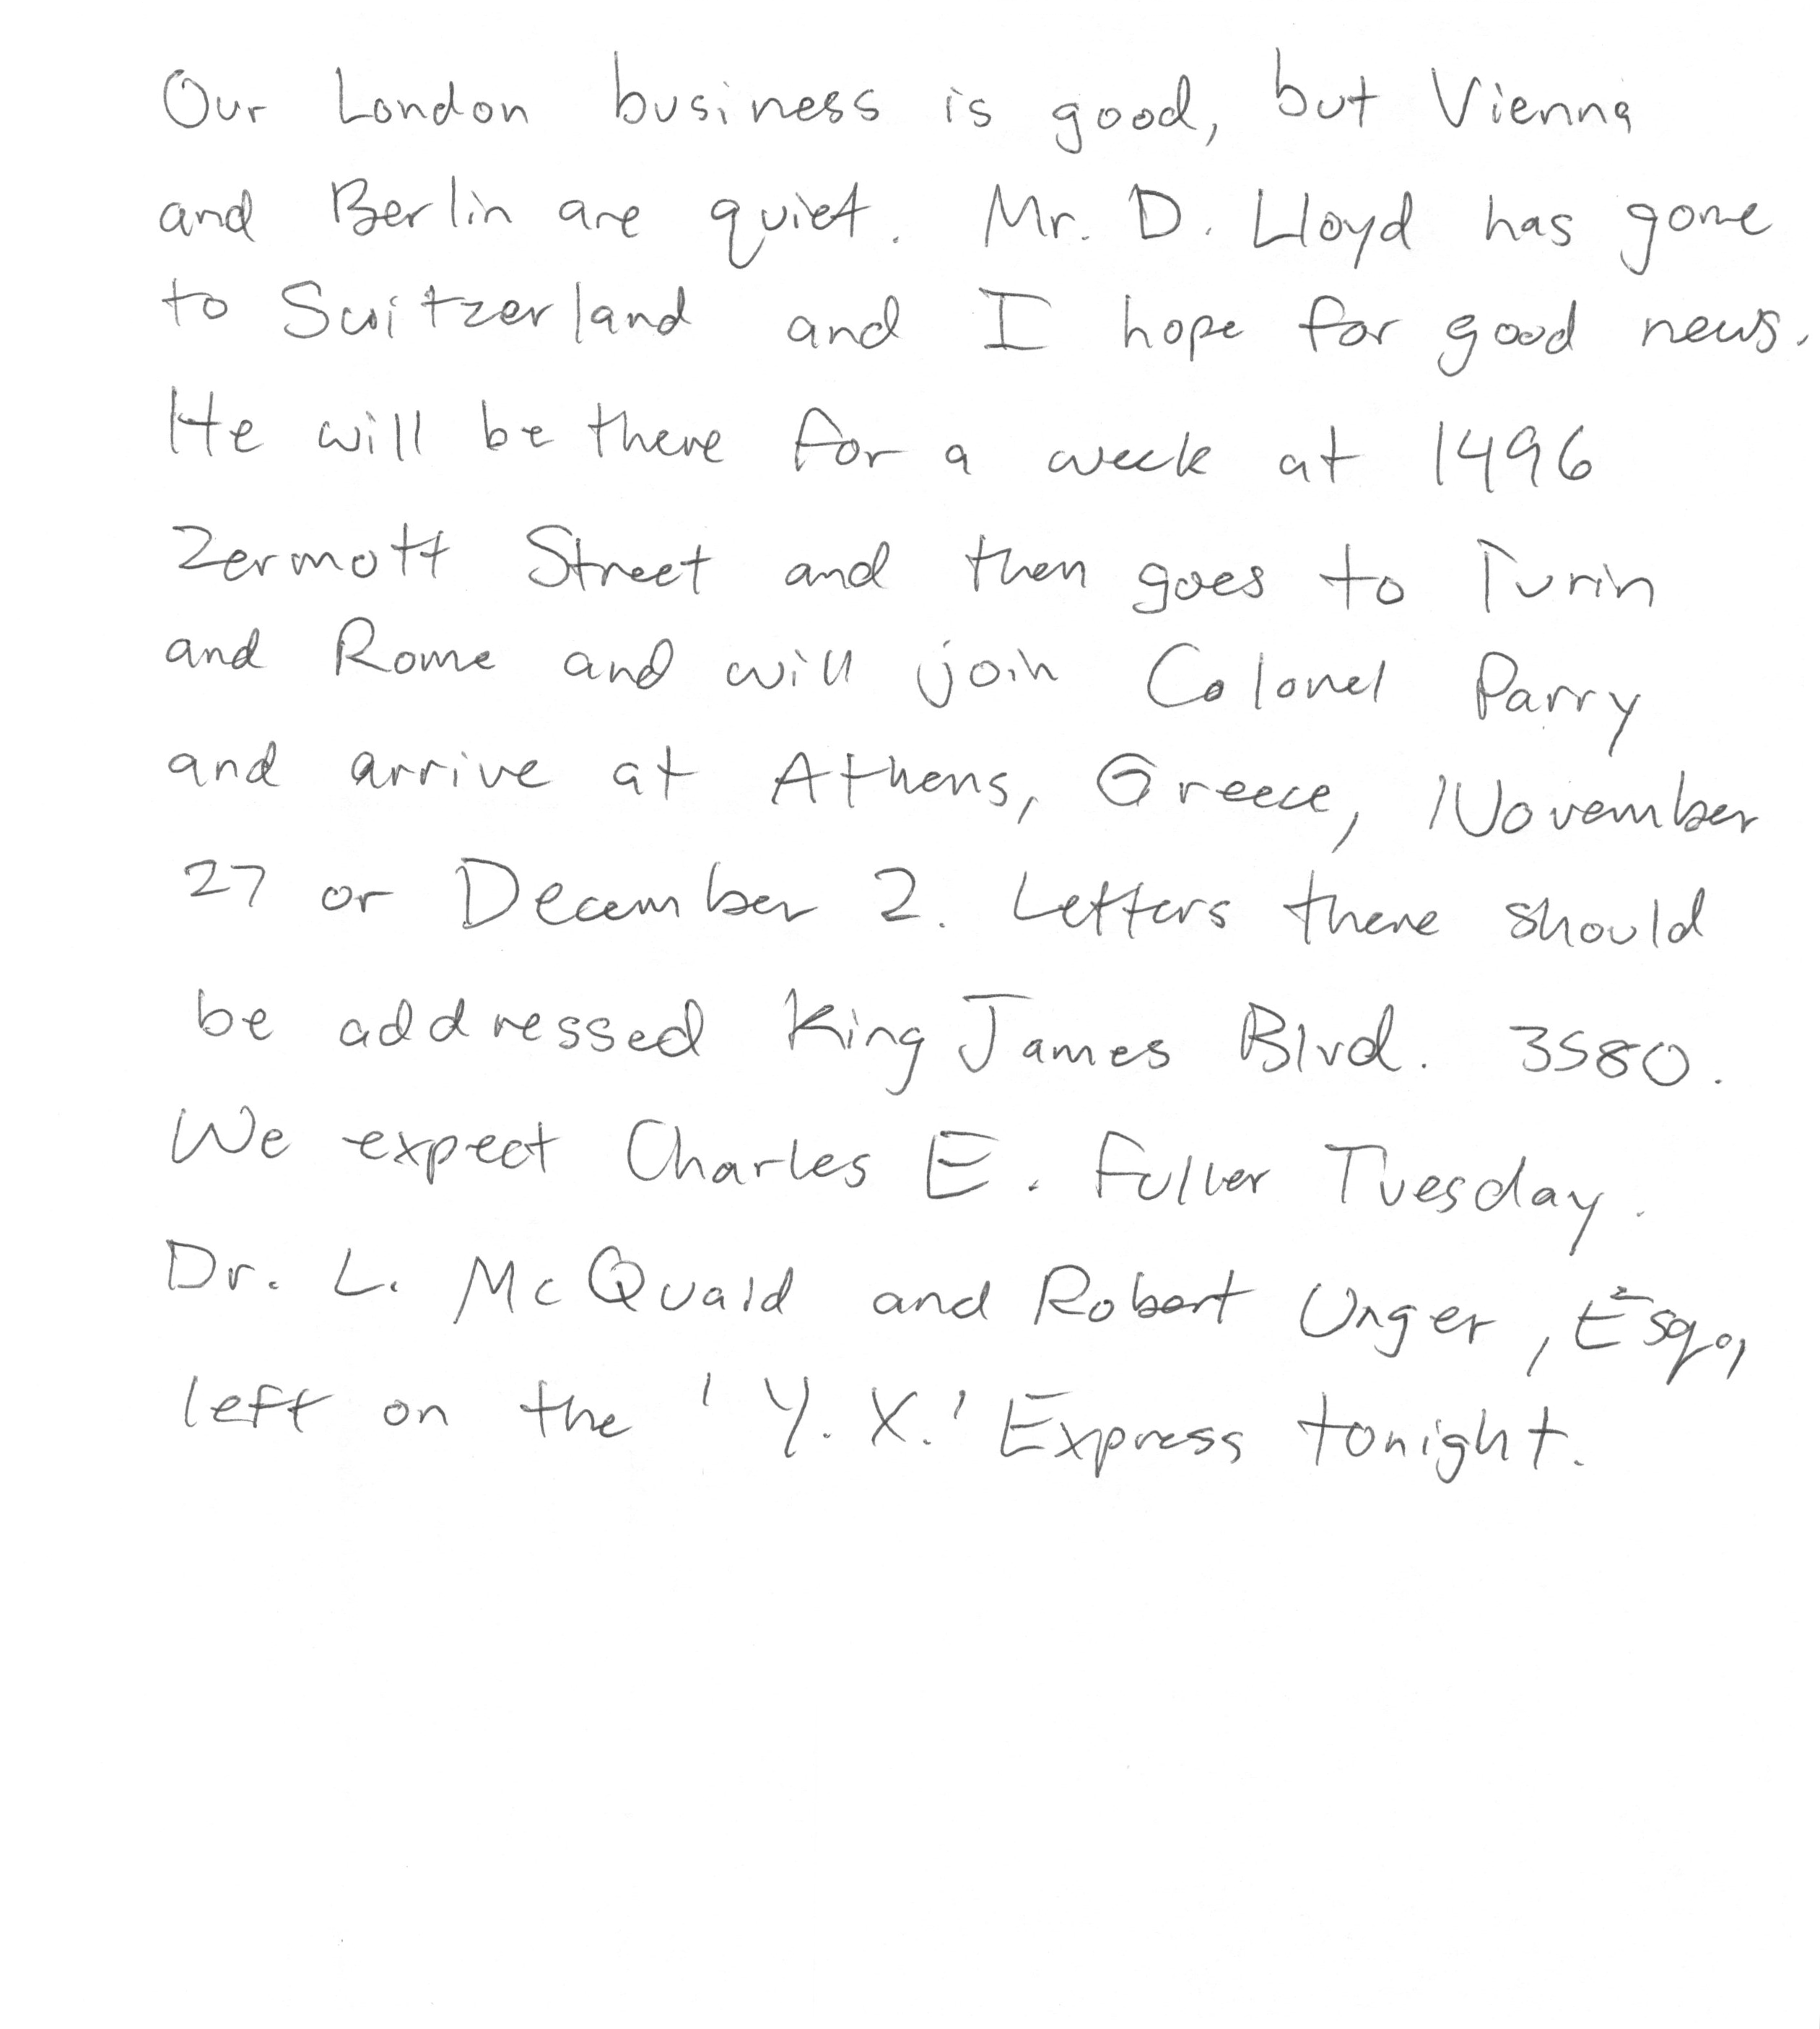 Our London business is good, but Vienna
and Berlin are quiet. Mr. D. Lloyd has gone
to Switzerland and I hope for good news.
He will be there for a week at 1496
Zermott Street and then goes to Turin
and Rome and will join Colonel Parry
and arrive at Athens, Greece, November
27 or December 2. Letters there should
be addressed King James Blvd. 3580.
We expect Charles E. Fuller Tuesday.
Dr. L. McQuaid and Robert Unger, Esq.,
left on the 'Y. X.' Express tonight.